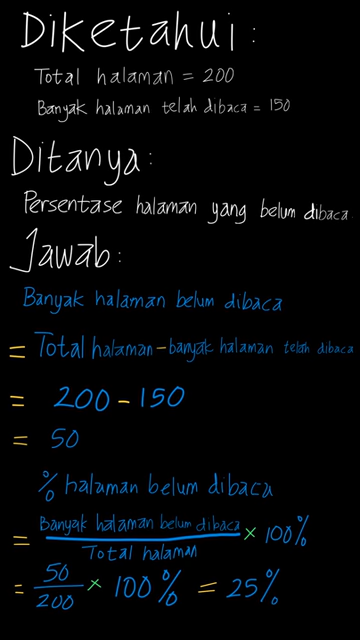 Diketahui:
Total halaman = 200
Banyak halaman telah dibaca = 150
Ditanya:
Persentase halaman yang belum dibaca
Jawab:
Banyak halaman belum dibaca
= Total halaman - banyak halaman telah dibaca
= 200 - 150
= 50
% halaman belum dibaca
= Banyak halaman belum dibaca / Total halaman × 100%
= 50/200 × 100% = 25%